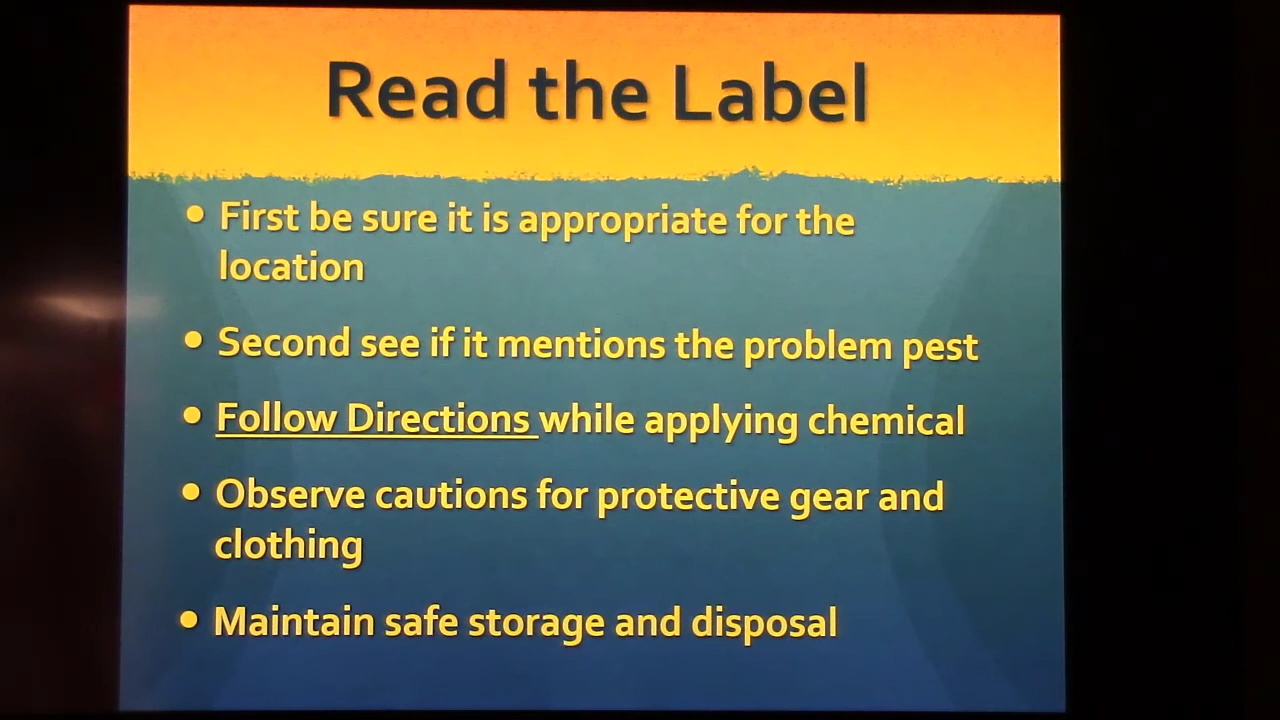 Read the Label
• First be sure it is appropriate for the
location
• Second see if it mentions the problem pest
• Follow Directions while applying chemical
• Observe cautions for protective gear and
clothing
• Maintain safe storage and disposal